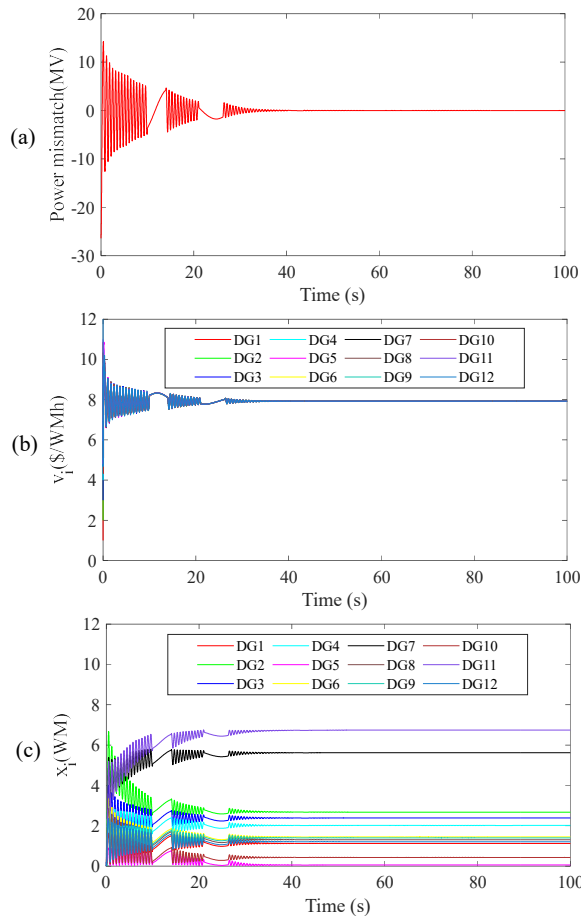 (a)
Power mismatch(MV)
20
10
0
-10
-20
-30
0 20 40 60 80 100
Time (s)
(b)
v_i($/WMh)
12
10
8
6
4
2
0
DG1 DG4 DG7 DG10
DG2 DG5 DG8 DG11
DG3 DG6 DG9 DG12
0 20 40 60 80 100
Time (s)
(c)
x_i(WM)
12
10
8
6
4
2
0
DG1 DG4 DG7 DG10
DG2 DG5 DG8 DG11
DG3 DG6 DG9 DG12
0 20 40 60 80 100
Time (s)